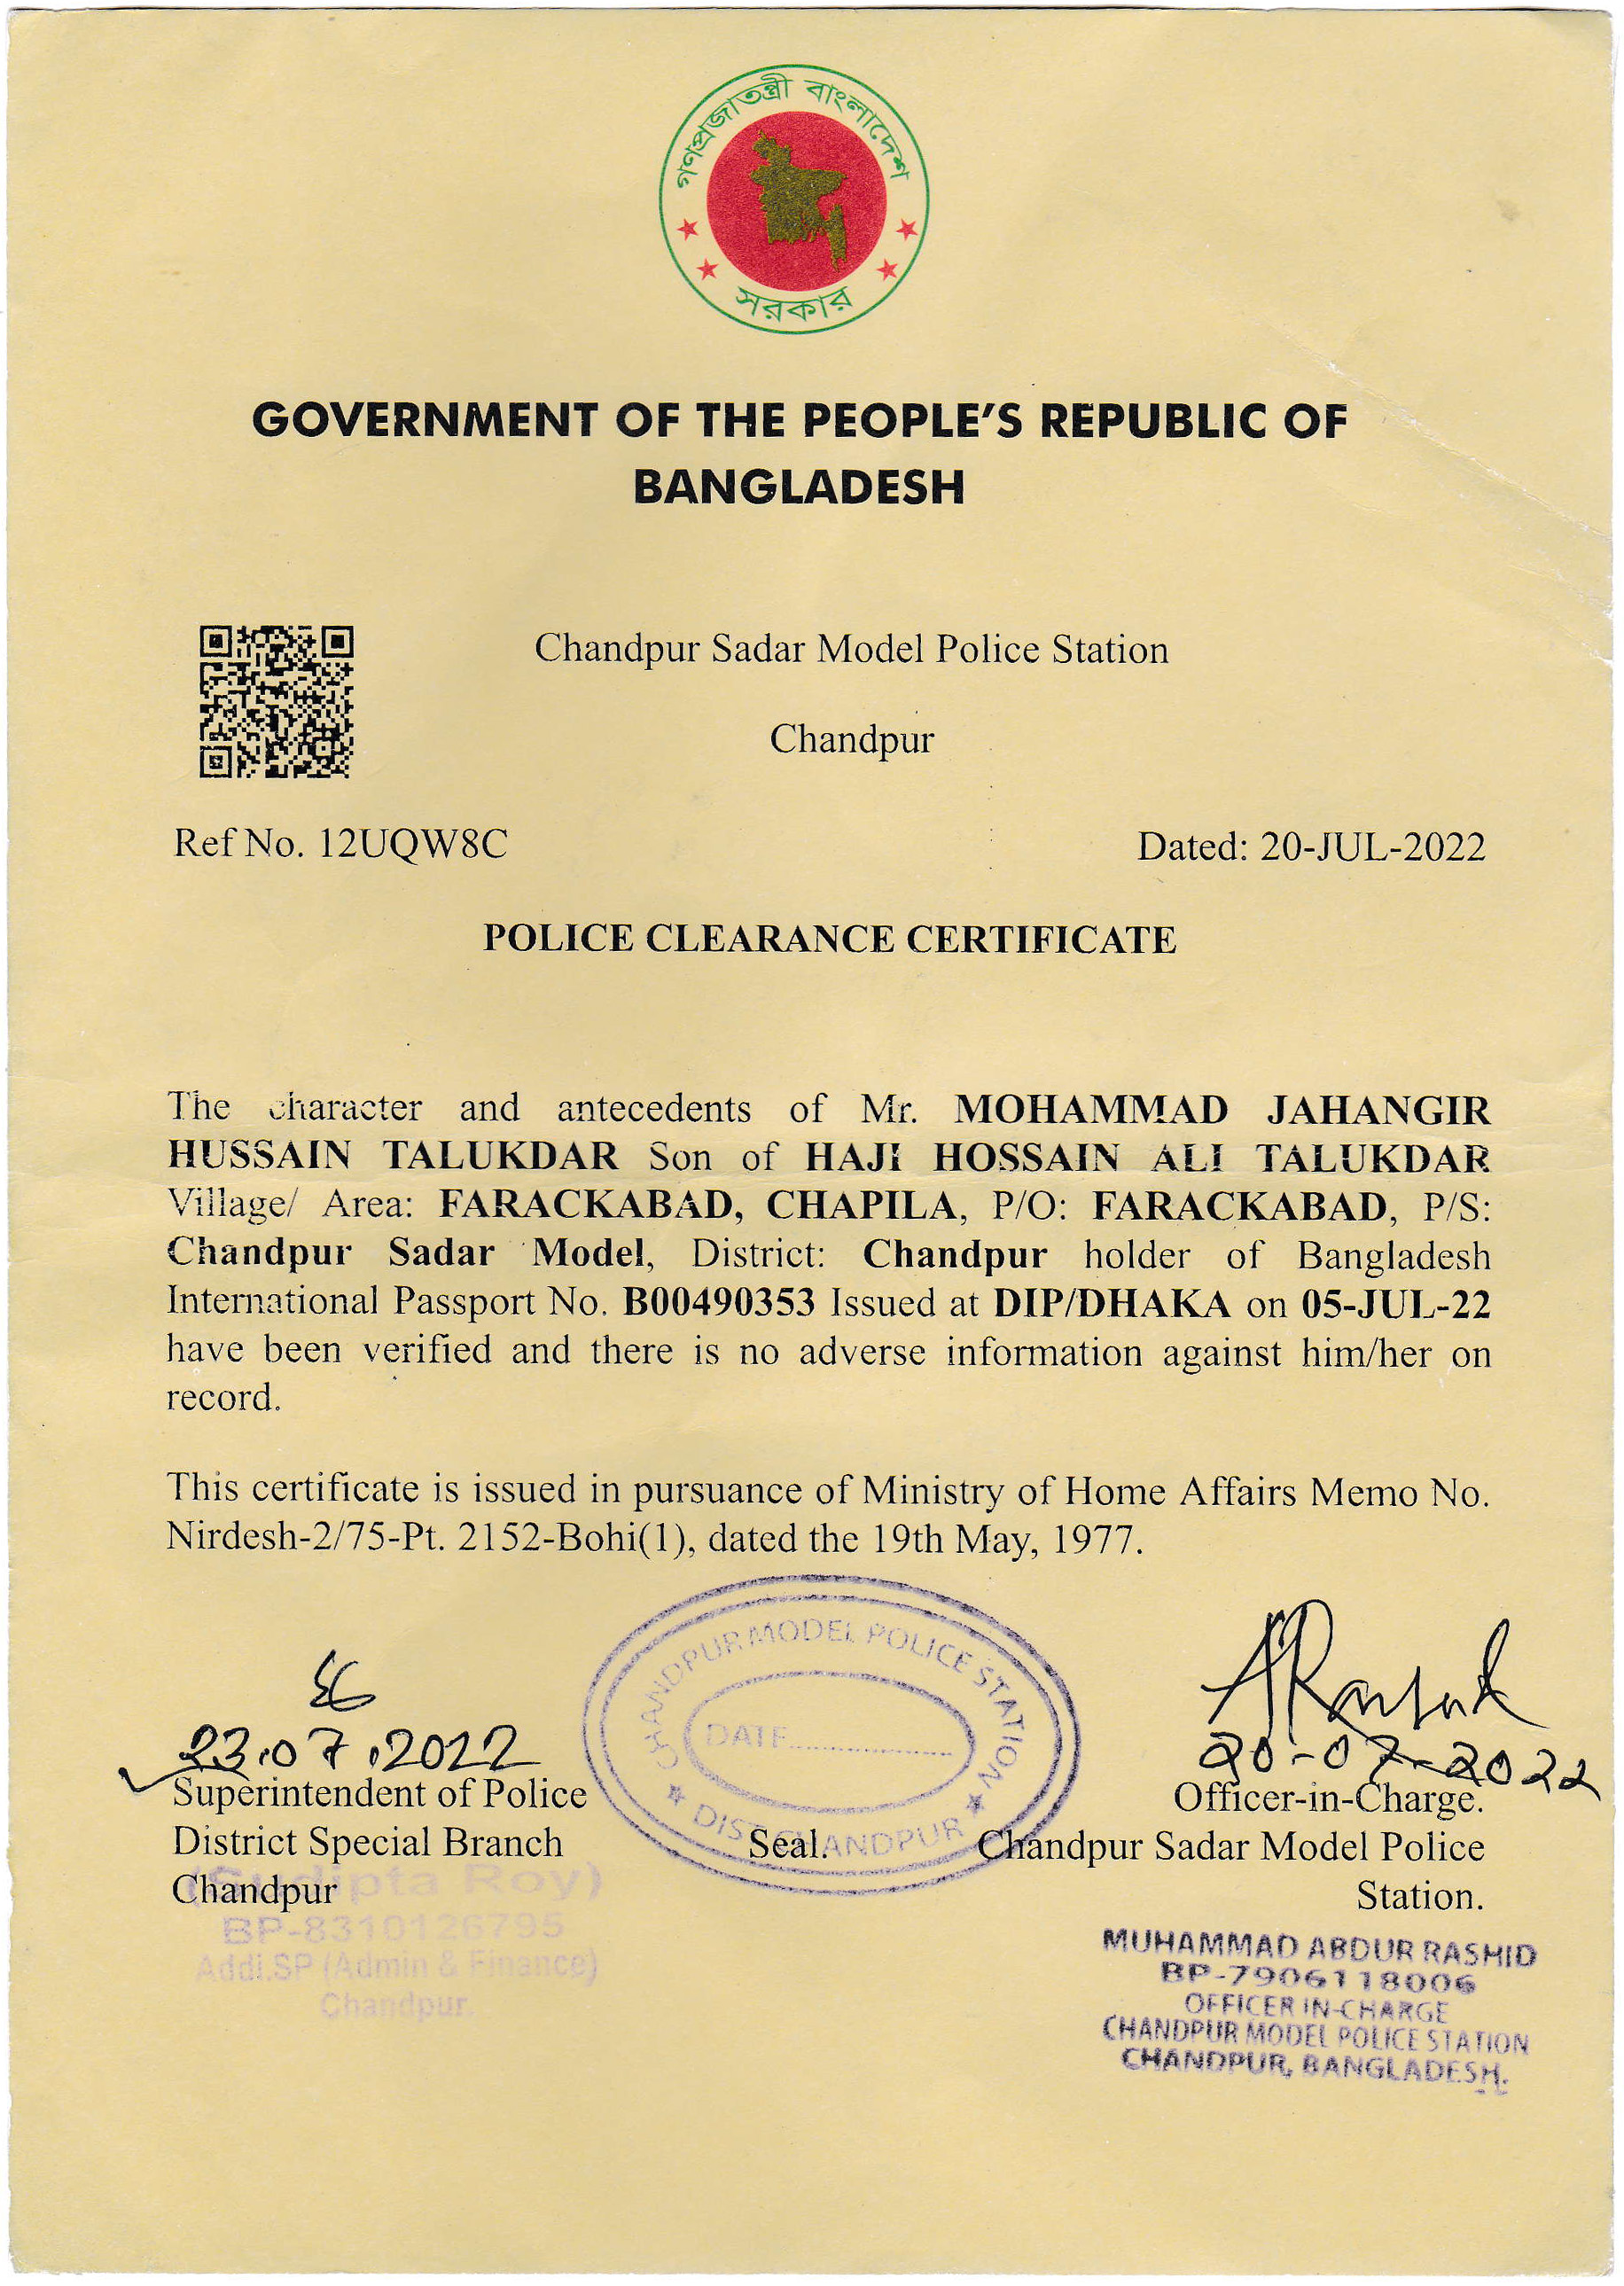 গণপ্রজাতন্ত্রী বাংলাদেশ
সরকার
GOVERNMENT OF THE PEOPLE'S REPUBLIC OF
BANGLADESH
Chandpur Sadar Model Police Station
Chandpur
Ref No. 12UQW8C
Dated: 20-JUL-2022
POLICE CLEARANCE CERTIFICATE
The character and antecedents of Mr. MOHAMMAD JAHANGIR
HUSSAIN TALUKDAR Son of HAJI HOSSAIN ALI TALUKDAR
Village/ Area: FARACKABAD, CHAPILA, P/O: FARACKABAD, P/S:
Chandpur Sadar Model, District: Chandpur holder of Bangladesh
International Passport No. B00490353 Issued at DIP/DHAKA on 05-JUL-22
have been verified and there is no adverse information against him/her on
record.
This certificate is issued in pursuance of Ministry of Home Affairs Memo No.
Nirdesh-2/75-Pt. 2152-Bohi(1), dated the 19th May, 1977.
23.07.2022
Superintendent of Police
District Special Branch
Chandpur
(Sudipta Roy)
BP-8310126795
Addl.SP (Admin & Finance)
Chandpur.
CHANDPUR MODEL POLICE STATION
DATE
DIST. CHANDPUR
Seal.
ARashid
20-07-2022
Officer-in-Charge.
Chandpur Sadar Model Police
Station.
MUHAMMAD ABDUR RASHID
BP-7906118006
OFFICER IN-CHARGE
CHANDPUR MODEL POLICE STATION
CHANDPUR, BANGLADESH.